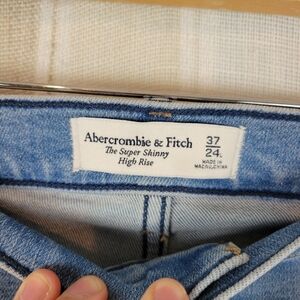 Abercrombie & Fitch
The Super Skinny
High Rise
37
24
MADE IN
MACAU, CHINA